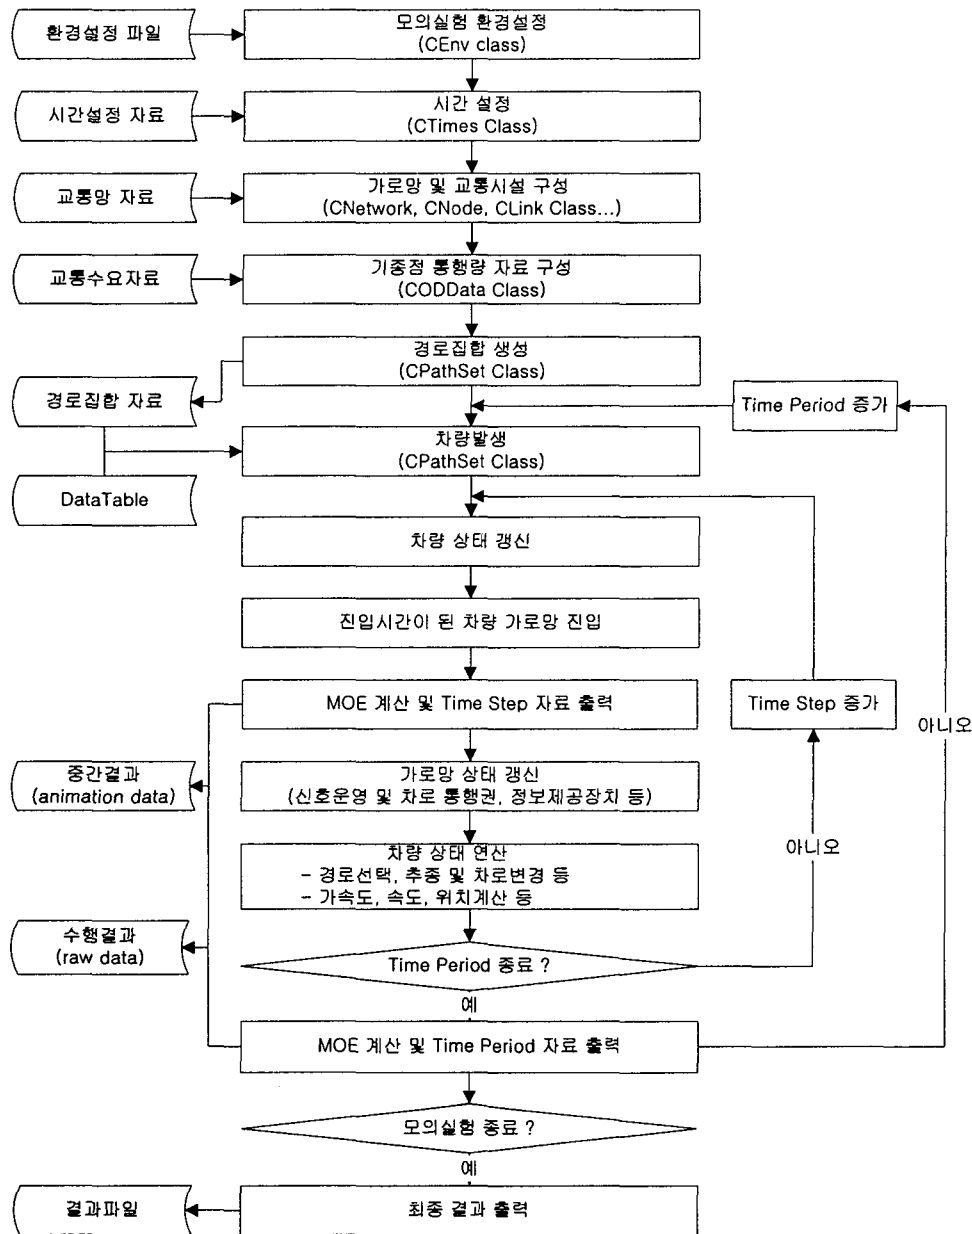 환경설정 파일
모의실험 환경설정
(CEnv class)
시간설정 자료
시간 설정
(CTimes Class)
교통망 자료
가로망 및 교통시설 구성
(CNetwork, CNode, CLink Class...)
교통수요자료
기종점 통행량 자료 구성
(CODData Class)
경로집합 생성
(CPathSet Class)
경로집합 자료
Time Period 증가
차량발생
(CPathSet Class)
DataTable
차량 상태 갱신
진입시간이 된 차량 가로망 진입
MOE 계산 및 Time Step 자료 출력
Time Step 증가
아니오
중간결과
(animation data)
가로망 상태 갱신
(신호운영 및 차로 통행권, 정보제공장치 등)
아니오
차량 상태 연산
- 경로선택, 추종 및 차로변경 등
- 가속도, 속도, 위치계산 등
수행결과
(raw data)
Time Period 종료 ?
예
MOE 계산 및 Time Period 자료 출력
모의실험 종료 ?
예
결과파일
최종 결과 출력